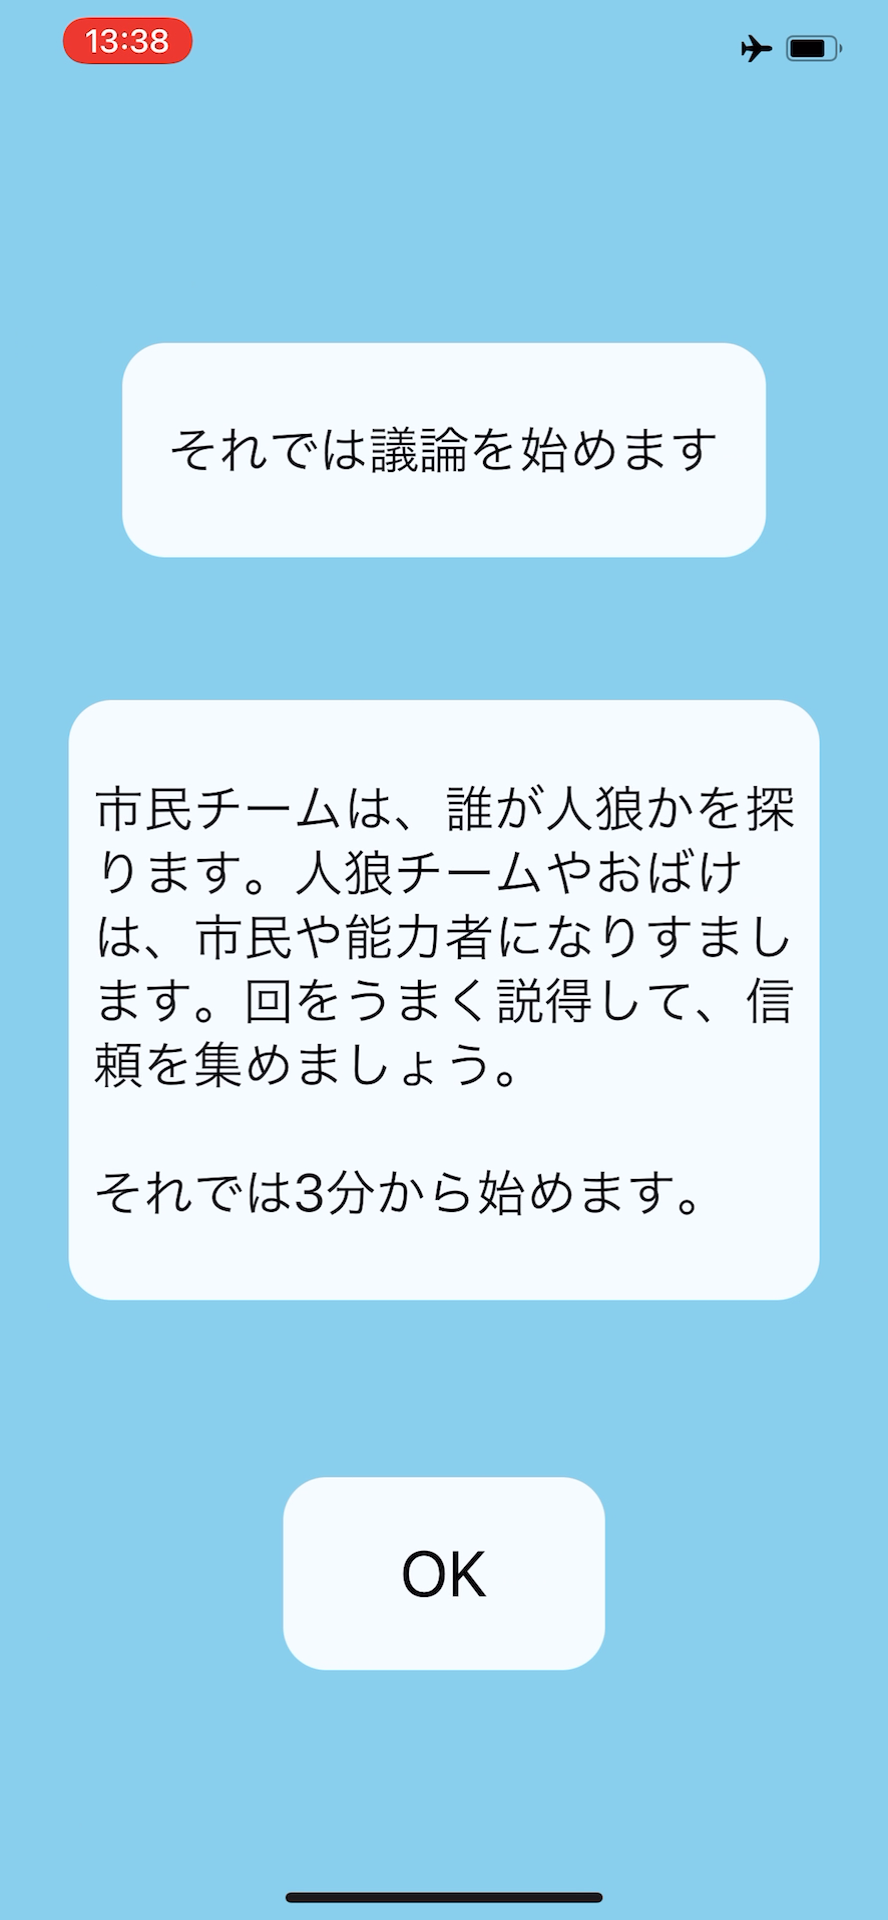 13:38
それでは議論を始めます
市民チームは、誰が人狼かを探
ります。人狼チームやおばけ
は、市民や能力者になりすまし
ます。回をうまく説得して、信
頼を集めましょう。
それでは3分から始めます。
OK